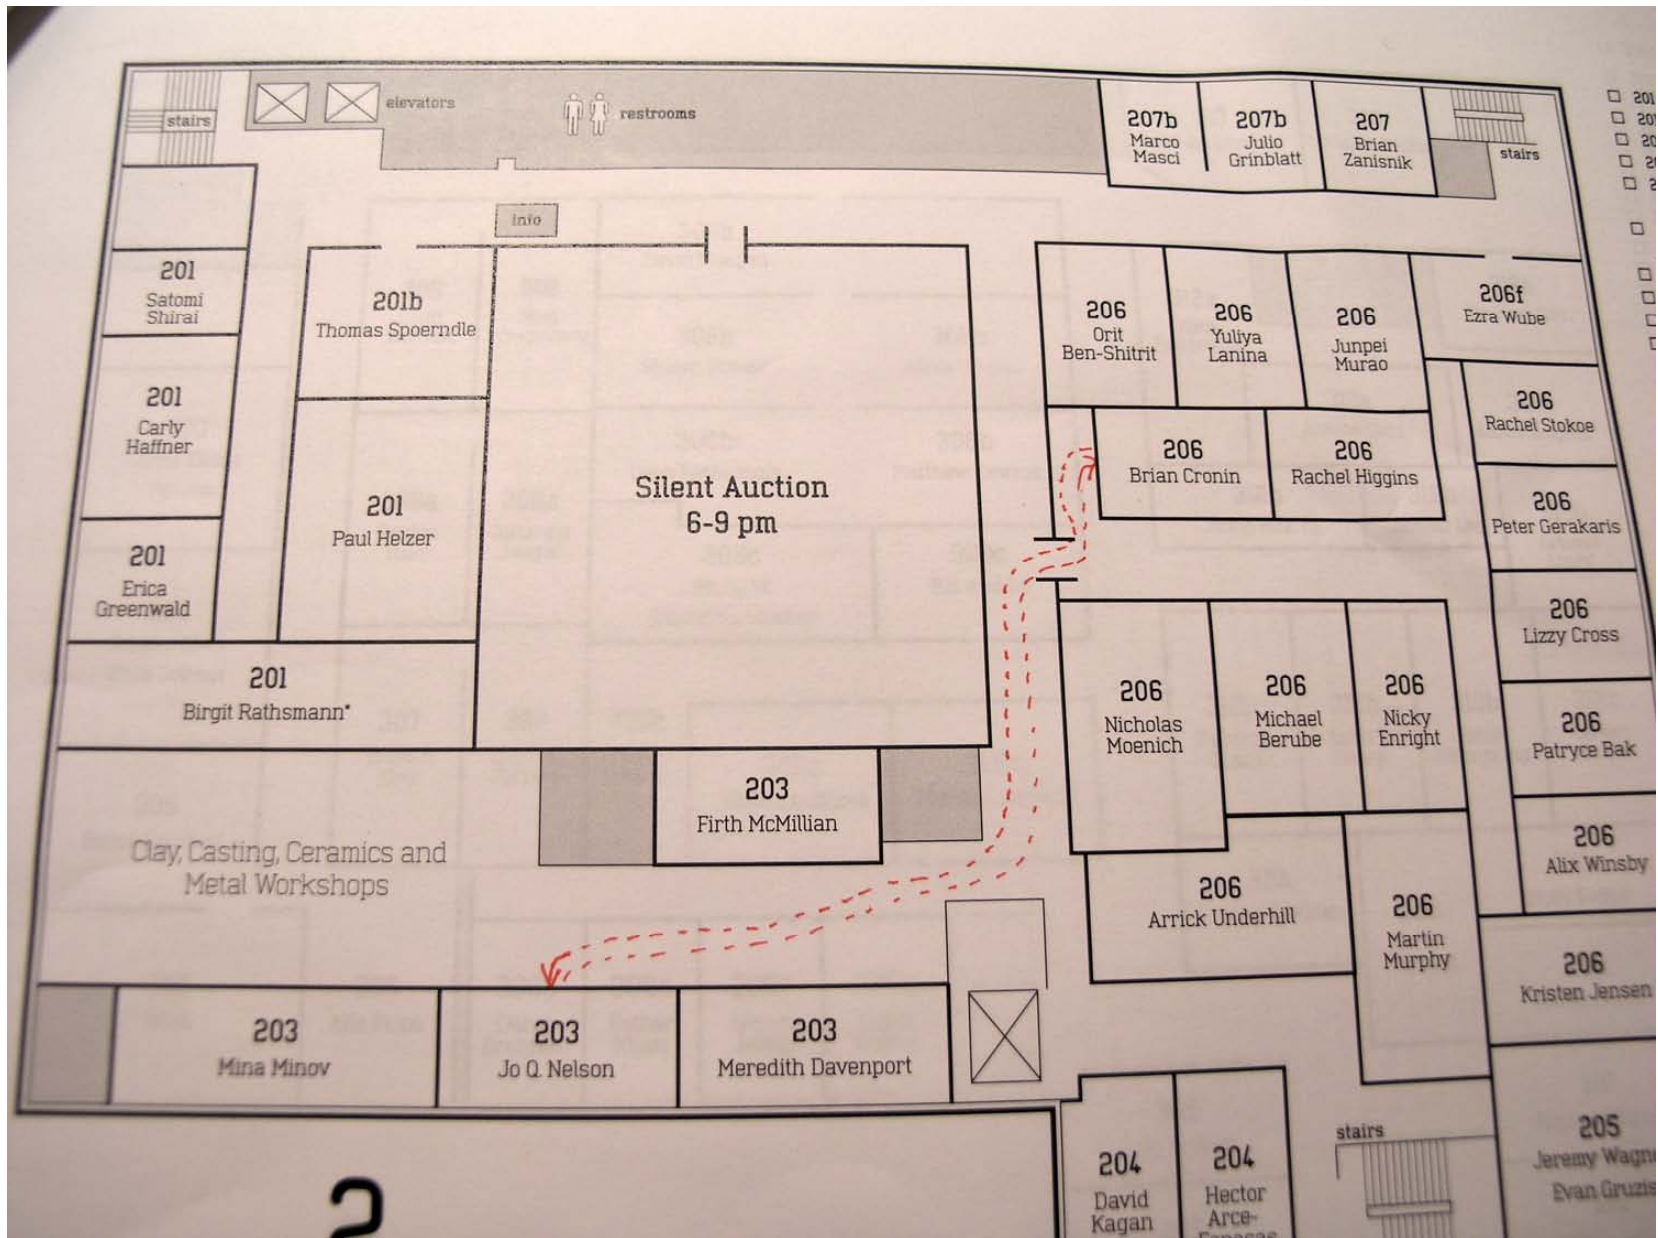 stairs
elevators
restrooms
207b
Marco
Masci
207b
Julio
Grinblatt
207
Brian
Zanisnik
stairs
Info
201
Satomi
Shirai
201b
Thomas Spoerndle
201
Carly
Haffner
201
Paul Helzer
201
Erica
Greenwald
201
Birgit Rathsmann*
Silent Auction
6-9 pm
206
Orit
Ben-Shitrit
206
Yuliya
Lanina
206
Junpei
Murao
206f
Ezra Wube
206
Brian Cronin
206
Rachel Higgins
206
Rachel Stokoe
206
Peter Gerakaris
206
Lizzy Cross
206
Patryce Bak
206
Alix Winsby
206
Kristen Jensen
206
Nicholas
Moenich
206
Michael
Berube
206
Nicky
Enright
206
Arrick Underhill
206
Martin
Murphy
203
Firth McMillian
Clay, Casting, Ceramics and
Metal Workshops
203
Mina Minov
203
Jo Q. Nelson
203
Meredith Davenport
204
David
Kagan
204
Hector
Arce-
stairs
205
Jeremy
Evan
2
201